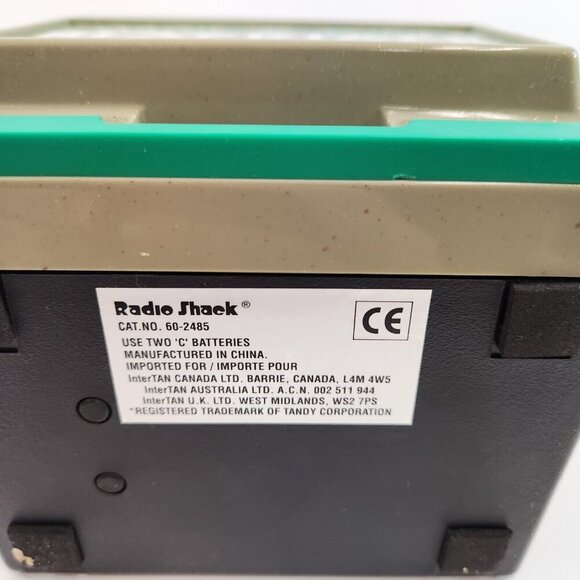 Radio Shack®
CAT.NO. 60-2485
USE TWO 'C' BATTERIES
MANUFACTURED IN CHINA.
IMPORTED FOR / IMPORTE POUR
InterTAN CANADA LTD. BARRIE, CANADA, L4M 4W5
InterTAN AUSTRALIA LTD. A.C.N. 002 511 944
InterTAN U.K. LTD. WEST MIDLANDS, WS2 7PS
*REGISTERED TRADEMARK OF TANDY CORPORATION
CE